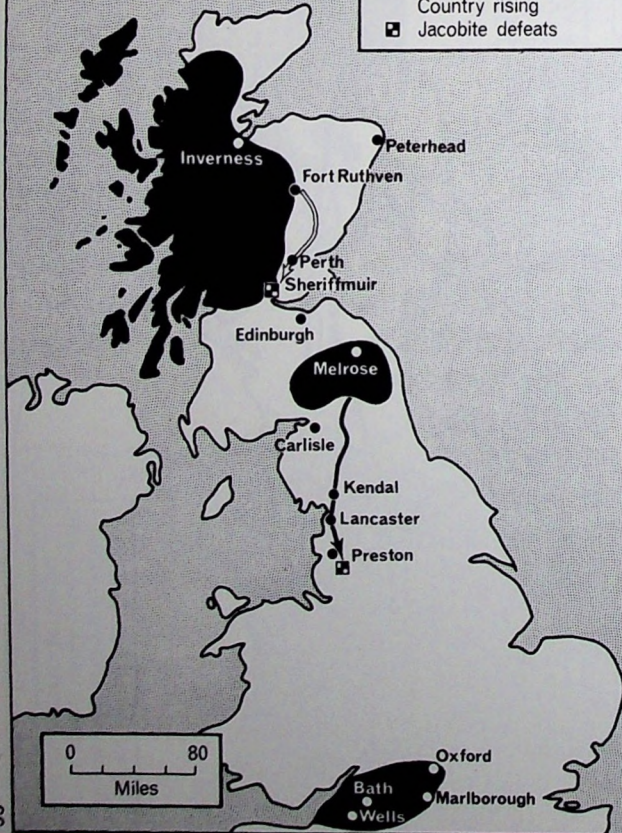 Country rising
Jacobite defeats
Peterhead
Inverness
Fort Ruthven
Perth
Sheriffmuir
Edinburgh
Melrose
Carlisle
Kendal
Lancaster
Preston
0 80
Miles
Oxford
Bath
Marlborough
Wells